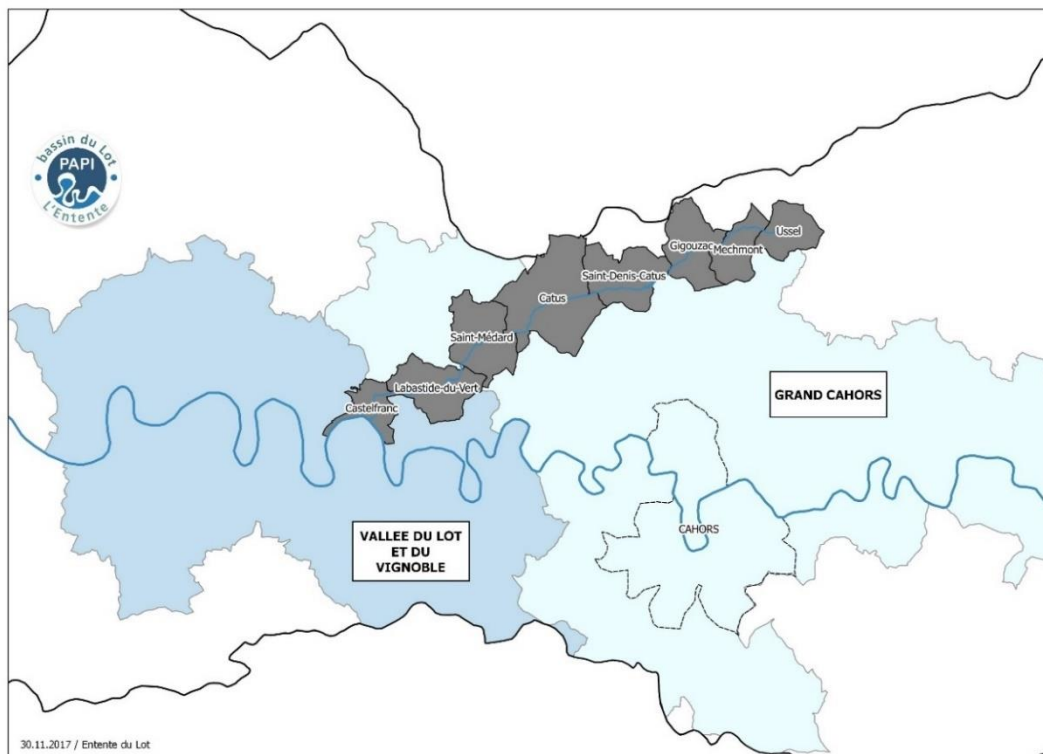 bassin du Lot
PAPI
L'Entente
Ussel
Gigouzac
Mechmont
Saint-Denis-Catus
Catus
Saint-Médard
Labastide-du-Vert
Castelfranc
GRAND CAHORS
VALLEE DU LOT
ET DU
VIGNOBLE
CAHORS
30.11.2017 / Entente du Lot